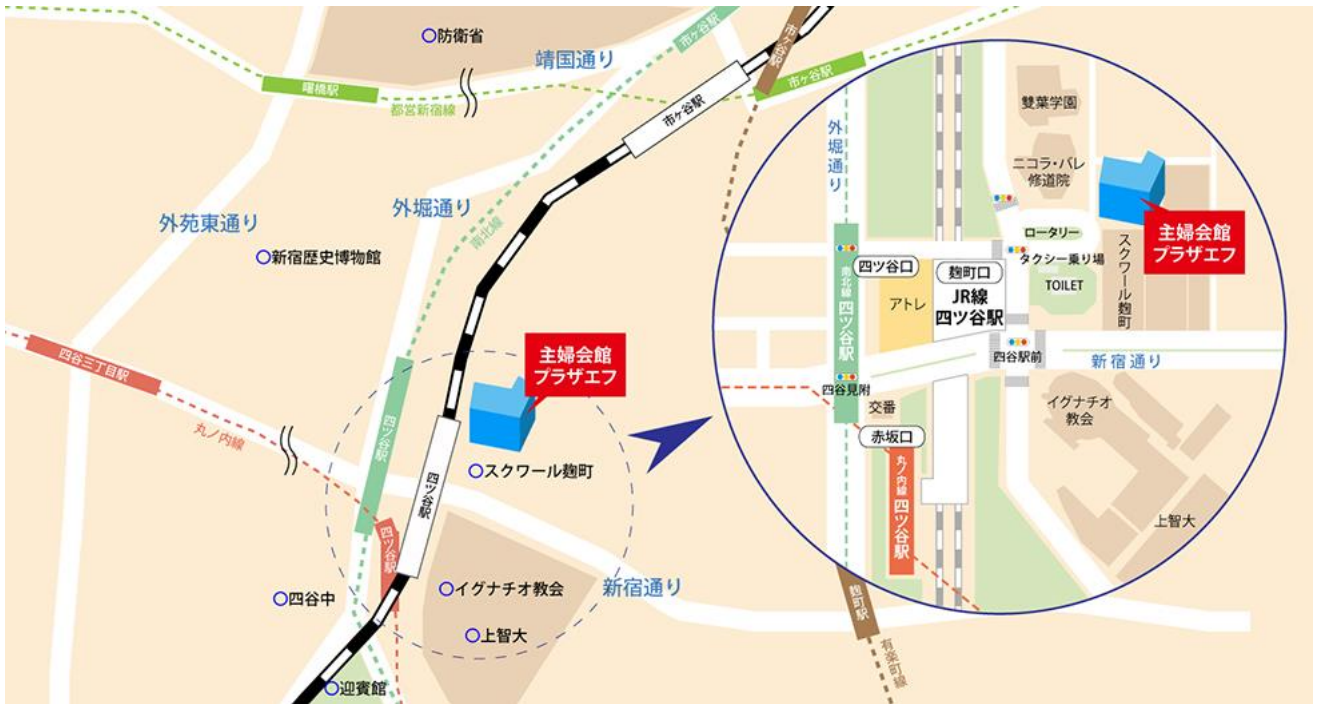 防衛省
靖国通り
曙橋駅
都営新宿線
市ヶ谷駅
市ヶ谷駅
市ヶ谷駅
市ヶ谷駅
外苑東通り
外堀通り
南北線
新宿歴史博物館
四谷三丁目駅
丸ノ内線
主婦会館
プラザエフ
四ツ谷駅
四ツ谷駅
四ツ谷駅
スクワール麹町
新宿通り
イグナチオ教会
四谷中
上智大
迎賓館
麹町駅
有楽町線
外堀通り
雙葉学園
ニコラ・バレ
修道院
主婦会館
プラザエフ
ロータリー
タクシー乗り場
TOILET
スクワール麹町
四ツ谷口
麹町口
アトレ
JR線
四ツ谷駅
南北線 四ツ谷駅
四谷駅前
新宿通り
四谷見附
交番
赤坂口
丸ノ内線 四ツ谷駅
イグナチオ
教会
上智大